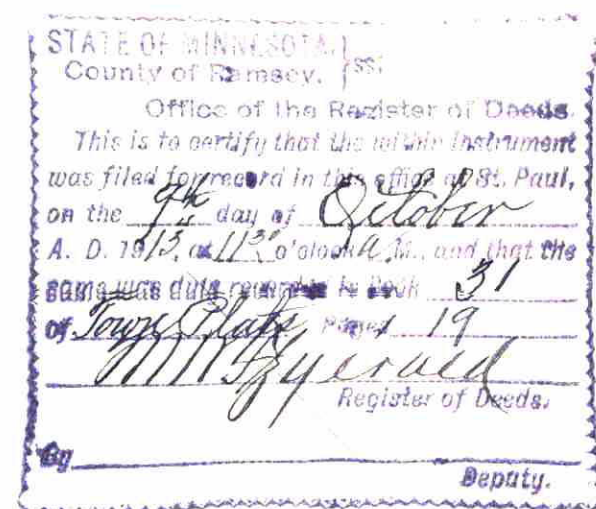 STATE OF MINNESOTA, } SS.
County of Ramsey.
Office of the Register of Deeds.
This is to certify that the within instrument
was filed for record in this office at St. Paul,
on the 9th day of October
A. D. 1913, at 11 30 o'clock A. M., and that the
same was duly recorded in Book 31
of Town Plats Page 19
Fitzgerald
Register of Deeds.
By
Deputy.